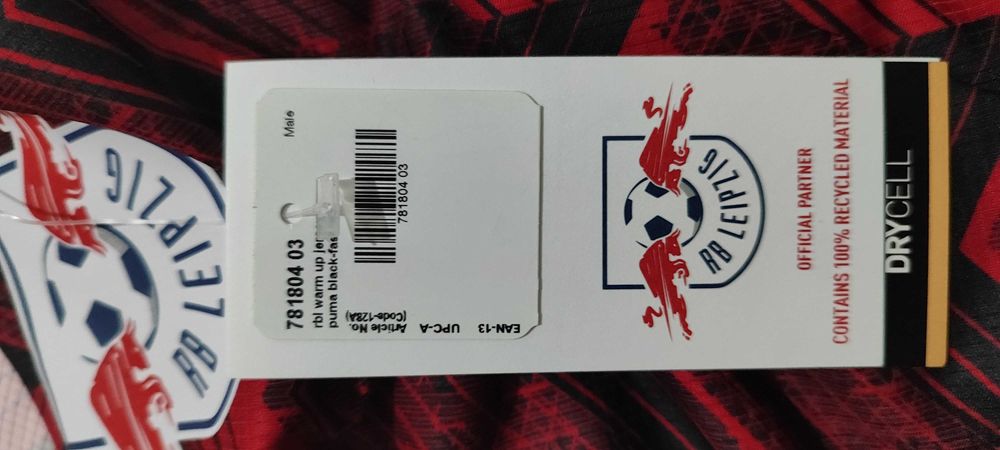 RB LEIPZIG
781804 03
rbl warm up
puma black-fas
Male
Article No.
(Code-128A)
781804 03
UPC-A
EAN-13
RB LEIPZIG
OFFICIAL PARTNER
CONTAINS 100% RECYCLED MATERIAL
DRYCELL